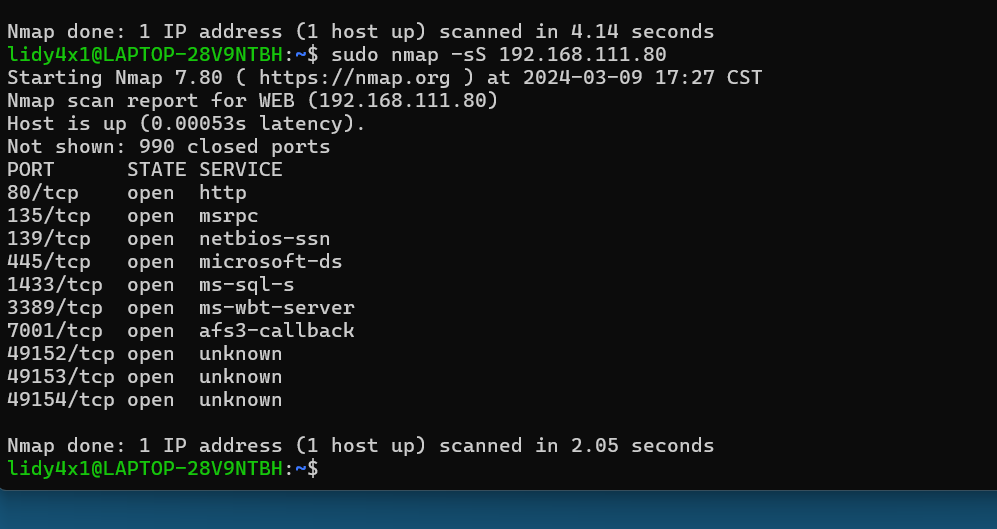 Nmap done: 1 IP address (1 host up) scanned in 4.14 seconds
lidy4x1@LAPTOP-28V9NTBH:~$ sudo nmap -sS 192.168.111.80
Starting Nmap 7.80 ( https://nmap.org ) at 2024-03-09 17:27 CST
Nmap scan report for WEB (192.168.111.80)
Host is up (0.00053s latency).
Not shown: 990 closed ports
PORT      STATE SERVICE
80/tcp    open  http
135/tcp   open  msrpc
139/tcp   open  netbios-ssn
445/tcp   open  microsoft-ds
1433/tcp  open  ms-sql-s
3389/tcp  open  ms-wbt-server
7001/tcp  open  afs3-callback
49152/tcp open  unknown
49153/tcp open  unknown
49154/tcp open  unknown
Nmap done: 1 IP address (1 host up) scanned in 2.05 seconds
lidy4x1@LAPTOP-28V9NTBH:~$